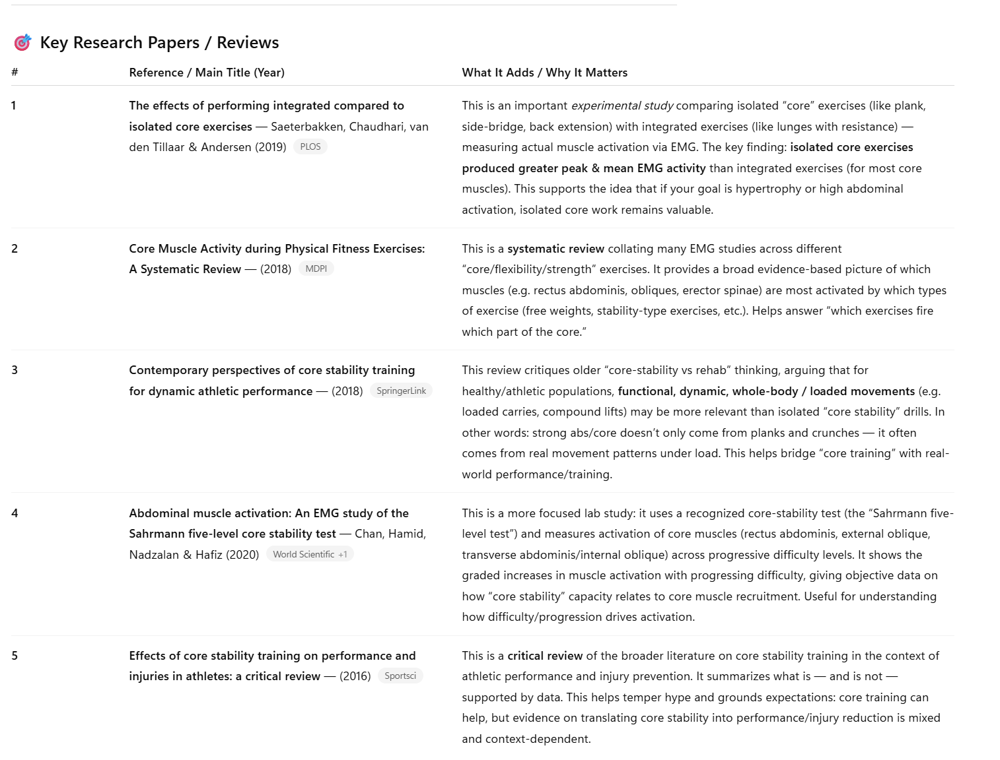 🎯 Key Research Papers / Reviews
# Reference / Main Title (Year) What It Adds / Why It Matters
1
The effects of performing integrated compared to
isolated core exercises — Saeterbakken, Chaudhari, van
den Tillaar & Andersen (2019) PLOS
This is an important experimental study comparing isolated “core” exercises (like plank,
side-bridge, back extension) with integrated exercises (like lunges with resistance) —
measuring actual muscle activation via EMG. The key finding: isolated core exercises
produced greater peak & mean EMG activity than integrated exercises (for most core
muscles). This supports the idea that if your goal is hypertrophy or high abdominal
activation, isolated core work remains valuable.
2
Core Muscle Activity during Physical Fitness Exercises:
A Systematic Review — (2018) MDPI
This is a systematic review collating many EMG studies across different
“core/flexibility/strength” exercises. It provides a broad evidence-based picture of which
muscles (e.g. rectus abdominis, obliques, erector spinae) are most activated by which types
of exercise (free weights, stability-type exercises, etc.). Helps answer “which exercises fire
which part of the core.”
3
Contemporary perspectives of core stability training
for dynamic athletic performance — (2018) SpringerLink
This review critiques older “core-stability vs rehab” thinking, arguing that for
healthy/athletic populations, functional, dynamic, whole-body / loaded movements (e.g.
loaded carries, compound lifts) may be more relevant than isolated “core stability” drills. In
other words: strong abs/core doesn’t only come from planks and crunches — it often
comes from real movement patterns under load. This helps bridge “core training” with real-
world performance/training.
4
Abdominal muscle activation: An EMG study of the
Sahrmann five-level core stability test — Chan, Hamid,
Nadzalan & Hafiz (2020) World Scientific +1
This is a more focused lab study: it uses a recognized core-stability test (the “Sahrmann five-
level test”) and measures activation of core muscles (rectus abdominis, external oblique,
transverse abdominis/internal oblique) across progressive difficulty levels. It shows the
graded increases in muscle activation with progressing difficulty, giving objective data on
how “core stability” capacity relates to core muscle recruitment. Useful for understanding
how difficulty/progression drives activation.
5
Effects of core stability training on performance and
injuries in athletes: a critical review — (2016) Sportsci
This is a critical review of the broader literature on core stability training in the context of
athletic performance and injury prevention. It summarizes what is — and is not —
supported by data. This helps temper hype and grounds expectations: core training can
help, but evidence on translating core stability into performance/injury reduction is mixed
and context-dependent.